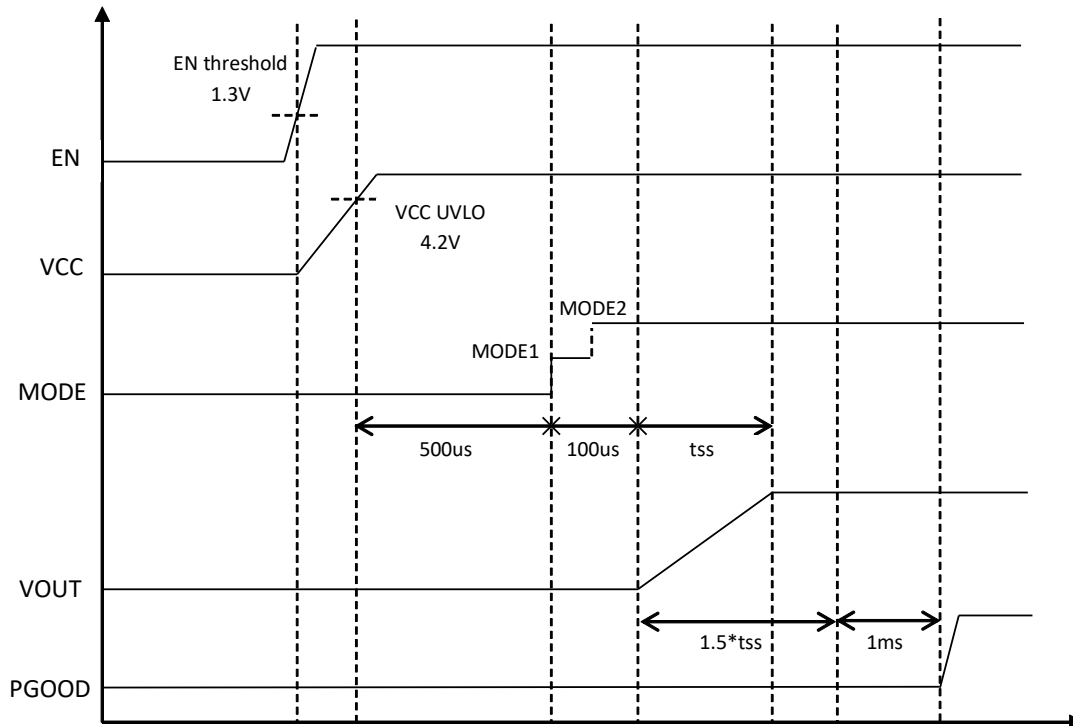 EN threshold
1.3V
EN
VCC UVLO
4.2V
VCC
MODE2
MODE1
MODE
500us
100us
tss
VOUT
1.5*tss
1ms
PGOOD